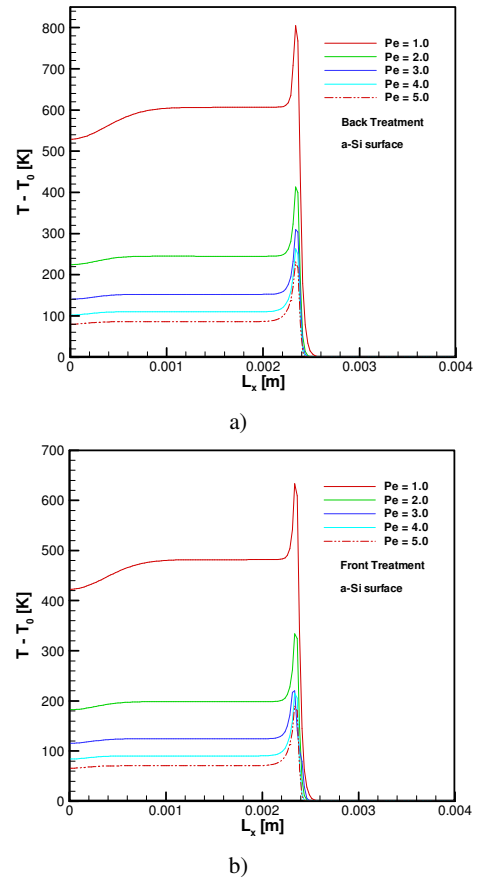 800
700
600
500
400
300
200
100
0
T - T₀ [K]
Pe = 1.0
Pe = 2.0
Pe = 3.0
Pe = 4.0
Pe = 5.0
Back Treatment
a-Si surface
0 0.001 0.002 0.003 0.004
Lₓ [m]
a)
700
600
500
400
300
200
100
0
T - T₀ [K]
Pe = 1.0
Pe = 2.0
Pe = 3.0
Pe = 4.0
Pe = 5.0
Front Treatment
a-Si surface
0 0.001 0.002 0.003 0.004
Lₓ [m]
b)